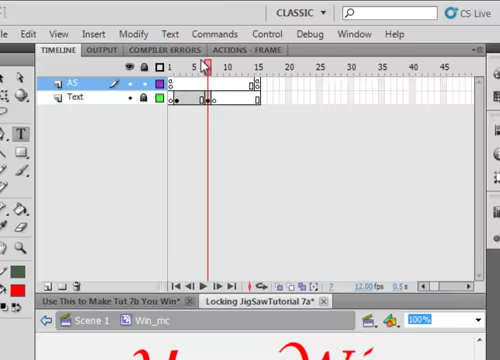 CLASSIC
CS Live
Edit View Insert Modify Text Commands Control Debug Window Help
TIMELINE OUTPUT COMPILER ERRORS ACTIONS - FRAME
1 5 10 15 20 25 30 35 40 45
AS
Text
7 12.00 fps 0.5 s
Use This to Make Tut 7b You Win* Locking JigSawTutorial 7a*
Scene 1 Win_mc 100%
You Wi